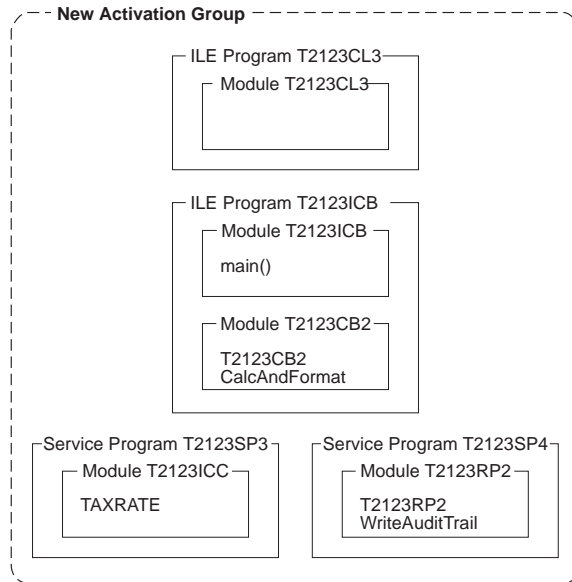 New Activation Group
ILE Program T2123CL3
Module T2123CL3
ILE Program T2123ICB
Module T2123ICB
main()
Module T2123CB2
T2123CB2
CalcAndFormat
Service Program T2123SP3
Module T2123ICC
TAXRATE
Service Program T2123SP4
Module T2123RP2
T2123RP2
WriteAuditTrail